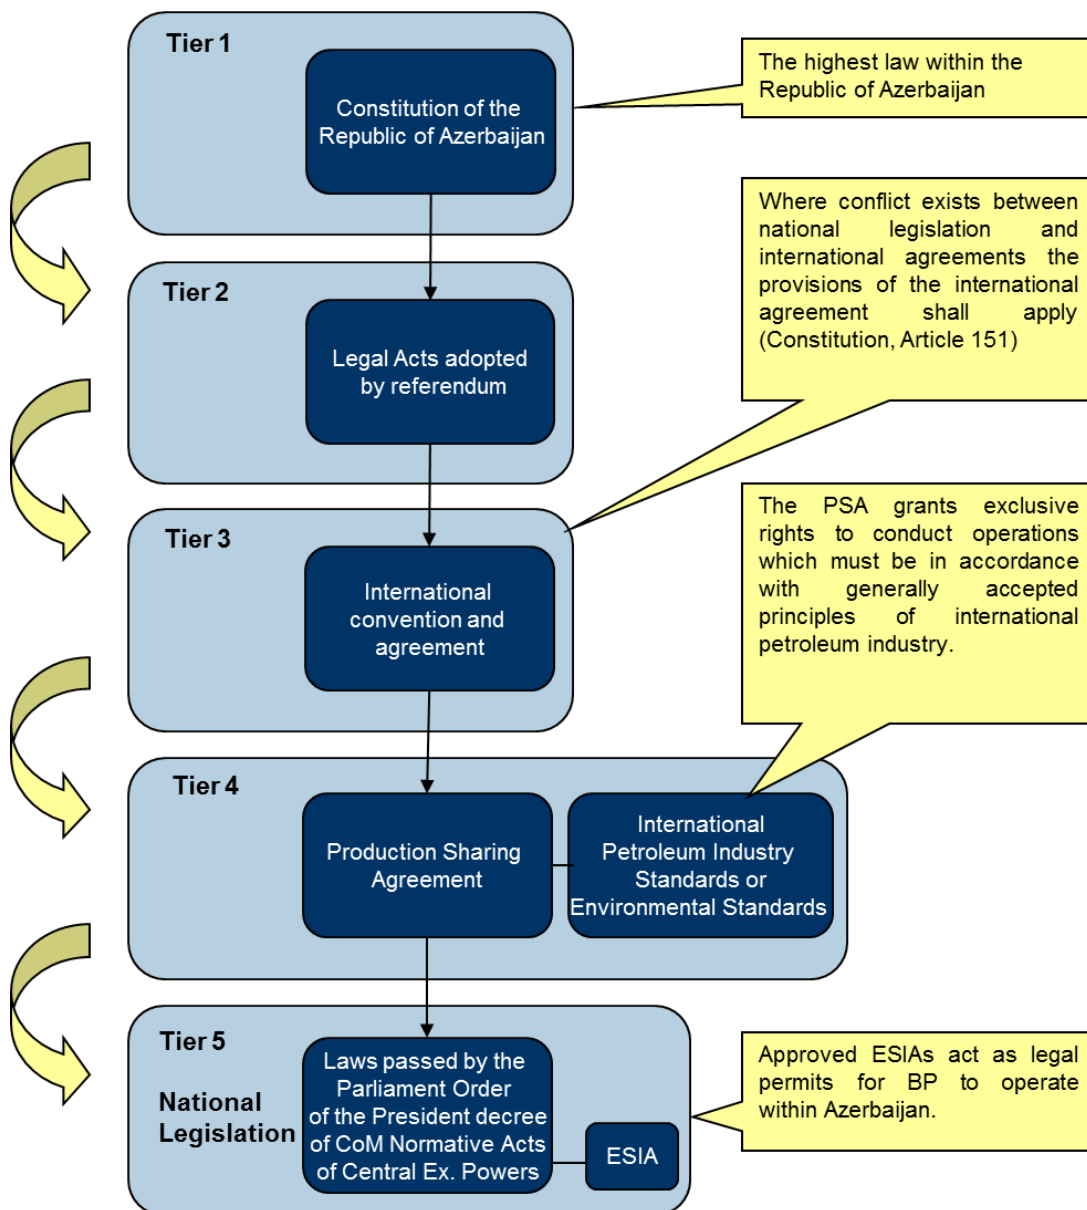 Tier 1
Constitution of the
Republic of Azerbaijan
The highest law within the
Republic of Azerbaijan
Tier 2
Legal Acts adopted
by referendum
Where conflict exists between
national legislation and
international agreements the
provisions of the international
agreement shall apply
(Constitution, Article 151)
Tier 3
International
convention and
agreement
The PSA grants exclusive
rights to conduct operations
which must be in accordance
with generally accepted
principles of international
petroleum industry.
Tier 4
Production Sharing
Agreement
International
Petroleum Industry
Standards or
Environmental Standards
Tier 5
National
Legislation
Laws passed by the
Parliament Order
of the President decree
of CoM Normative Acts
of Central Ex. Powers
ESIA
Approved ESIAs act as legal
permits for BP to operate
within Azerbaijan.